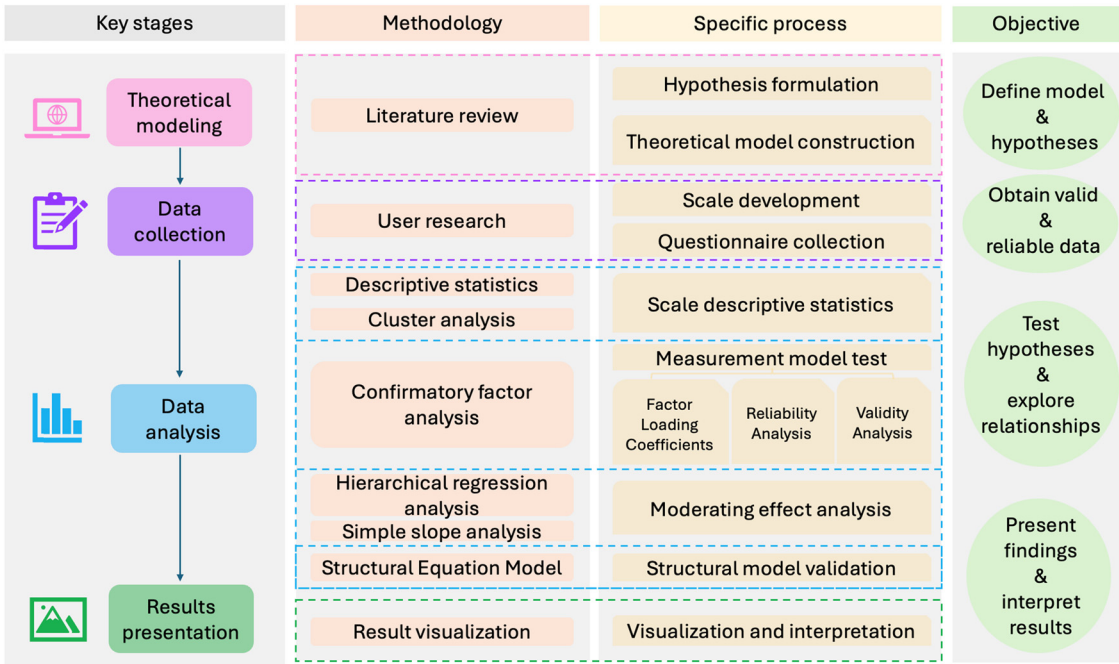 Key stages
Methodology
Specific process
Objective
Theoretical
modeling
Literature review
Hypothesis formulation
Theoretical model construction
Define model
&
hypotheses
Data
collection
User research
Scale development
Questionnaire collection
Obtain valid
&
reliable data
Descriptive statistics
Cluster analysis
Scale descriptive statistics
Data
analysis
Confirmatory factor
analysis
Measurement model test
Factor
Loading
Coefficients
Reliability
Analysis
Validity
Analysis
Test
hypotheses
&
explore
relationships
Hierarchical regression
analysis
Simple slope analysis
Moderating effect analysis
Structural Equation Model
Structural model validation
Results
presentation
Result visualization
Visualization and interpretation
Present
findings
&
interpret
results